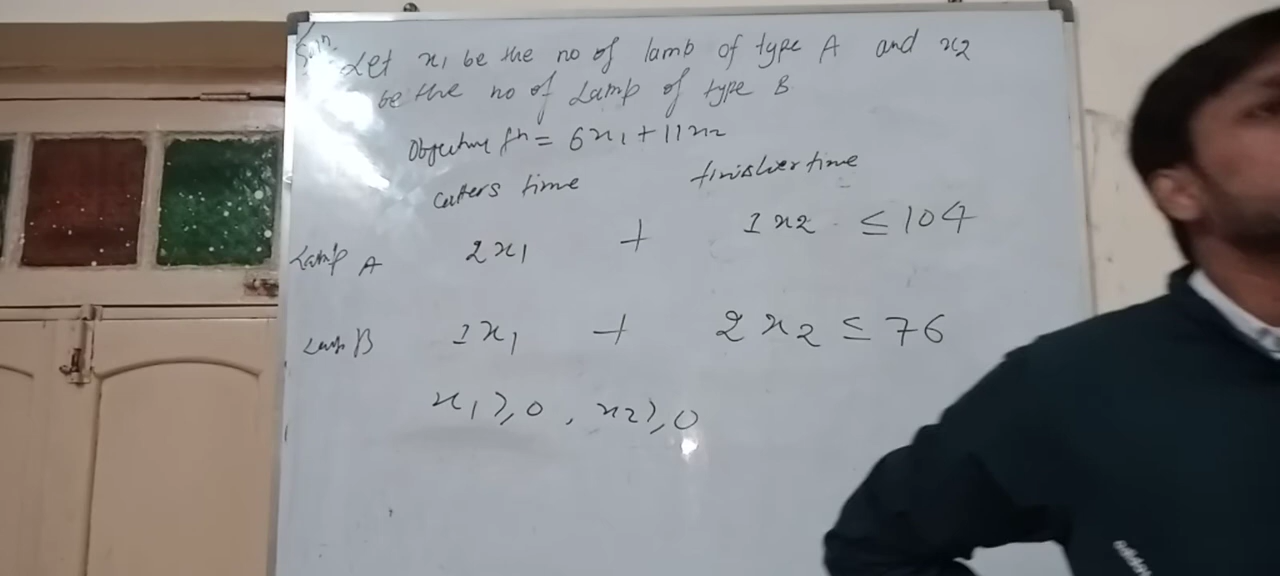 Soln. Let x1 be the no of lamb of type A and x2
be the no of Lamp of type B
Objective fn = 6x1 + 11x2
cutters time finisher time
Lamp A 2x1 + 1x2 ≤ 104
Lamp B 1x1 + 2x2 ≤ 76
x1 ≥ 0, x2 ≥ 0
adidas